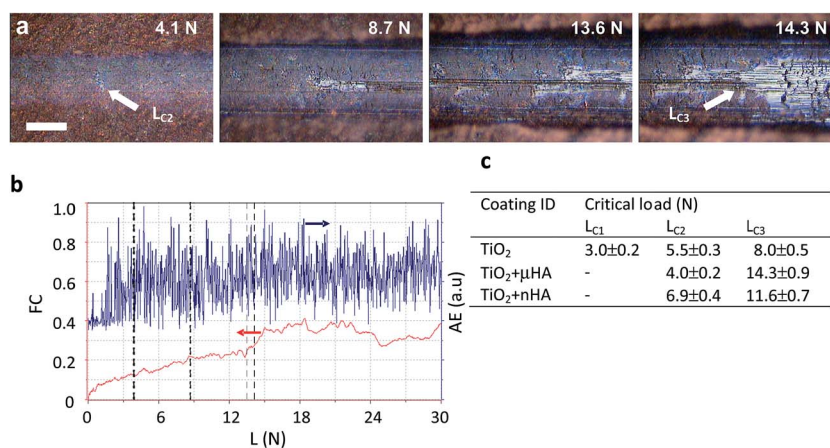 a
4.1 N
8.7 N
13.6 N
14.3 N
LC2
LC3
b
1.0
0.8
0.6
0.4
0.2
0
FC
AE (a.u)
0 6 12 18 24 30
L (N)
c
Coating ID Critical load (N)
LC1 LC2 LC3
TiO2 3.0±0.2 5.5±0.3 8.0±0.5
TiO2+μHA - 4.0±0.2 14.3±0.9
TiO2+nHA - 6.9±0.4 11.6±0.7